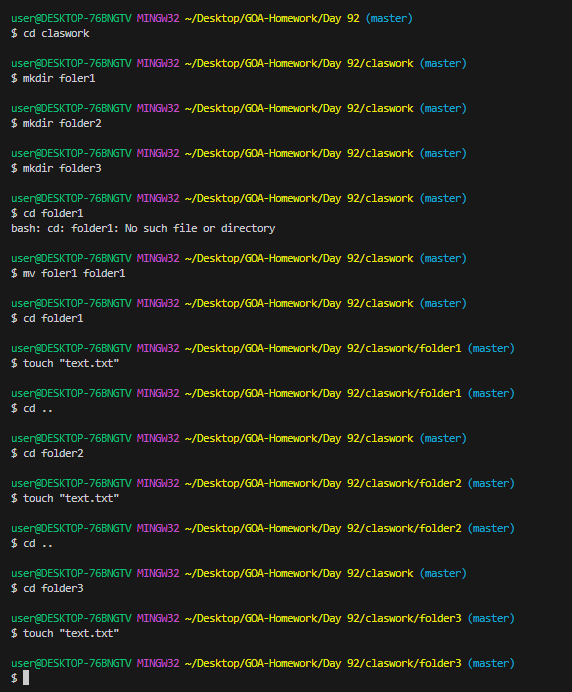 user@DESKTOP-76BNGTV MINGW32 ~/Desktop/GOA-Homework/Day 92 (master)
$ cd claswork
user@DESKTOP-76BNGTV MINGW32 ~/Desktop/GOA-Homework/Day 92/claswork (master)
$ mkdir foler1
user@DESKTOP-76BNGTV MINGW32 ~/Desktop/GOA-Homework/Day 92/claswork (master)
$ mkdir folder2
user@DESKTOP-76BNGTV MINGW32 ~/Desktop/GOA-Homework/Day 92/claswork (master)
$ mkdir folder3
user@DESKTOP-76BNGTV MINGW32 ~/Desktop/GOA-Homework/Day 92/claswork (master)
$ cd folder1
bash: cd: folder1: No such file or directory
user@DESKTOP-76BNGTV MINGW32 ~/Desktop/GOA-Homework/Day 92/claswork (master)
$ mv foler1 folder1
user@DESKTOP-76BNGTV MINGW32 ~/Desktop/GOA-Homework/Day 92/claswork (master)
$ cd folder1
user@DESKTOP-76BNGTV MINGW32 ~/Desktop/GOA-Homework/Day 92/claswork/folder1 (master)
$ touch "text.txt"
user@DESKTOP-76BNGTV MINGW32 ~/Desktop/GOA-Homework/Day 92/claswork/folder1 (master)
$ cd ..
user@DESKTOP-76BNGTV MINGW32 ~/Desktop/GOA-Homework/Day 92/claswork (master)
$ cd folder2
user@DESKTOP-76BNGTV MINGW32 ~/Desktop/GOA-Homework/Day 92/claswork/folder2 (master)
$ touch "text.txt"
user@DESKTOP-76BNGTV MINGW32 ~/Desktop/GOA-Homework/Day 92/claswork/folder2 (master)
$ cd ..
user@DESKTOP-76BNGTV MINGW32 ~/Desktop/GOA-Homework/Day 92/claswork (master)
$ cd folder3
user@DESKTOP-76BNGTV MINGW32 ~/Desktop/GOA-Homework/Day 92/claswork/folder3 (master)
$ touch "text.txt"
user@DESKTOP-76BNGTV MINGW32 ~/Desktop/GOA-Homework/Day 92/claswork/folder3 (master)
$